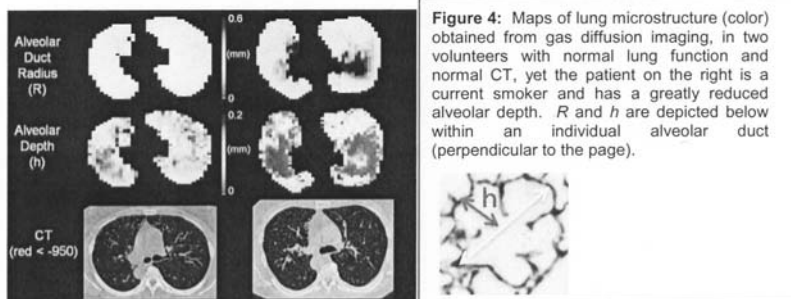 Alveolar
Duct
Radius
(R)
0.6
(mm)
0
Alveolar
Depth
(h)
0.2
(mm)
0
CT
(red < -950)
Figure 4: Maps of lung microstructure (color)
obtained from gas diffusion imaging, in two
volunteers with normal lung function and
normal CT, yet the patient on the right is a
current smoker and has a greatly reduced
alveolar depth. R and h are depicted below
within an individual alveolar duct
(perpendicular to the page).
h